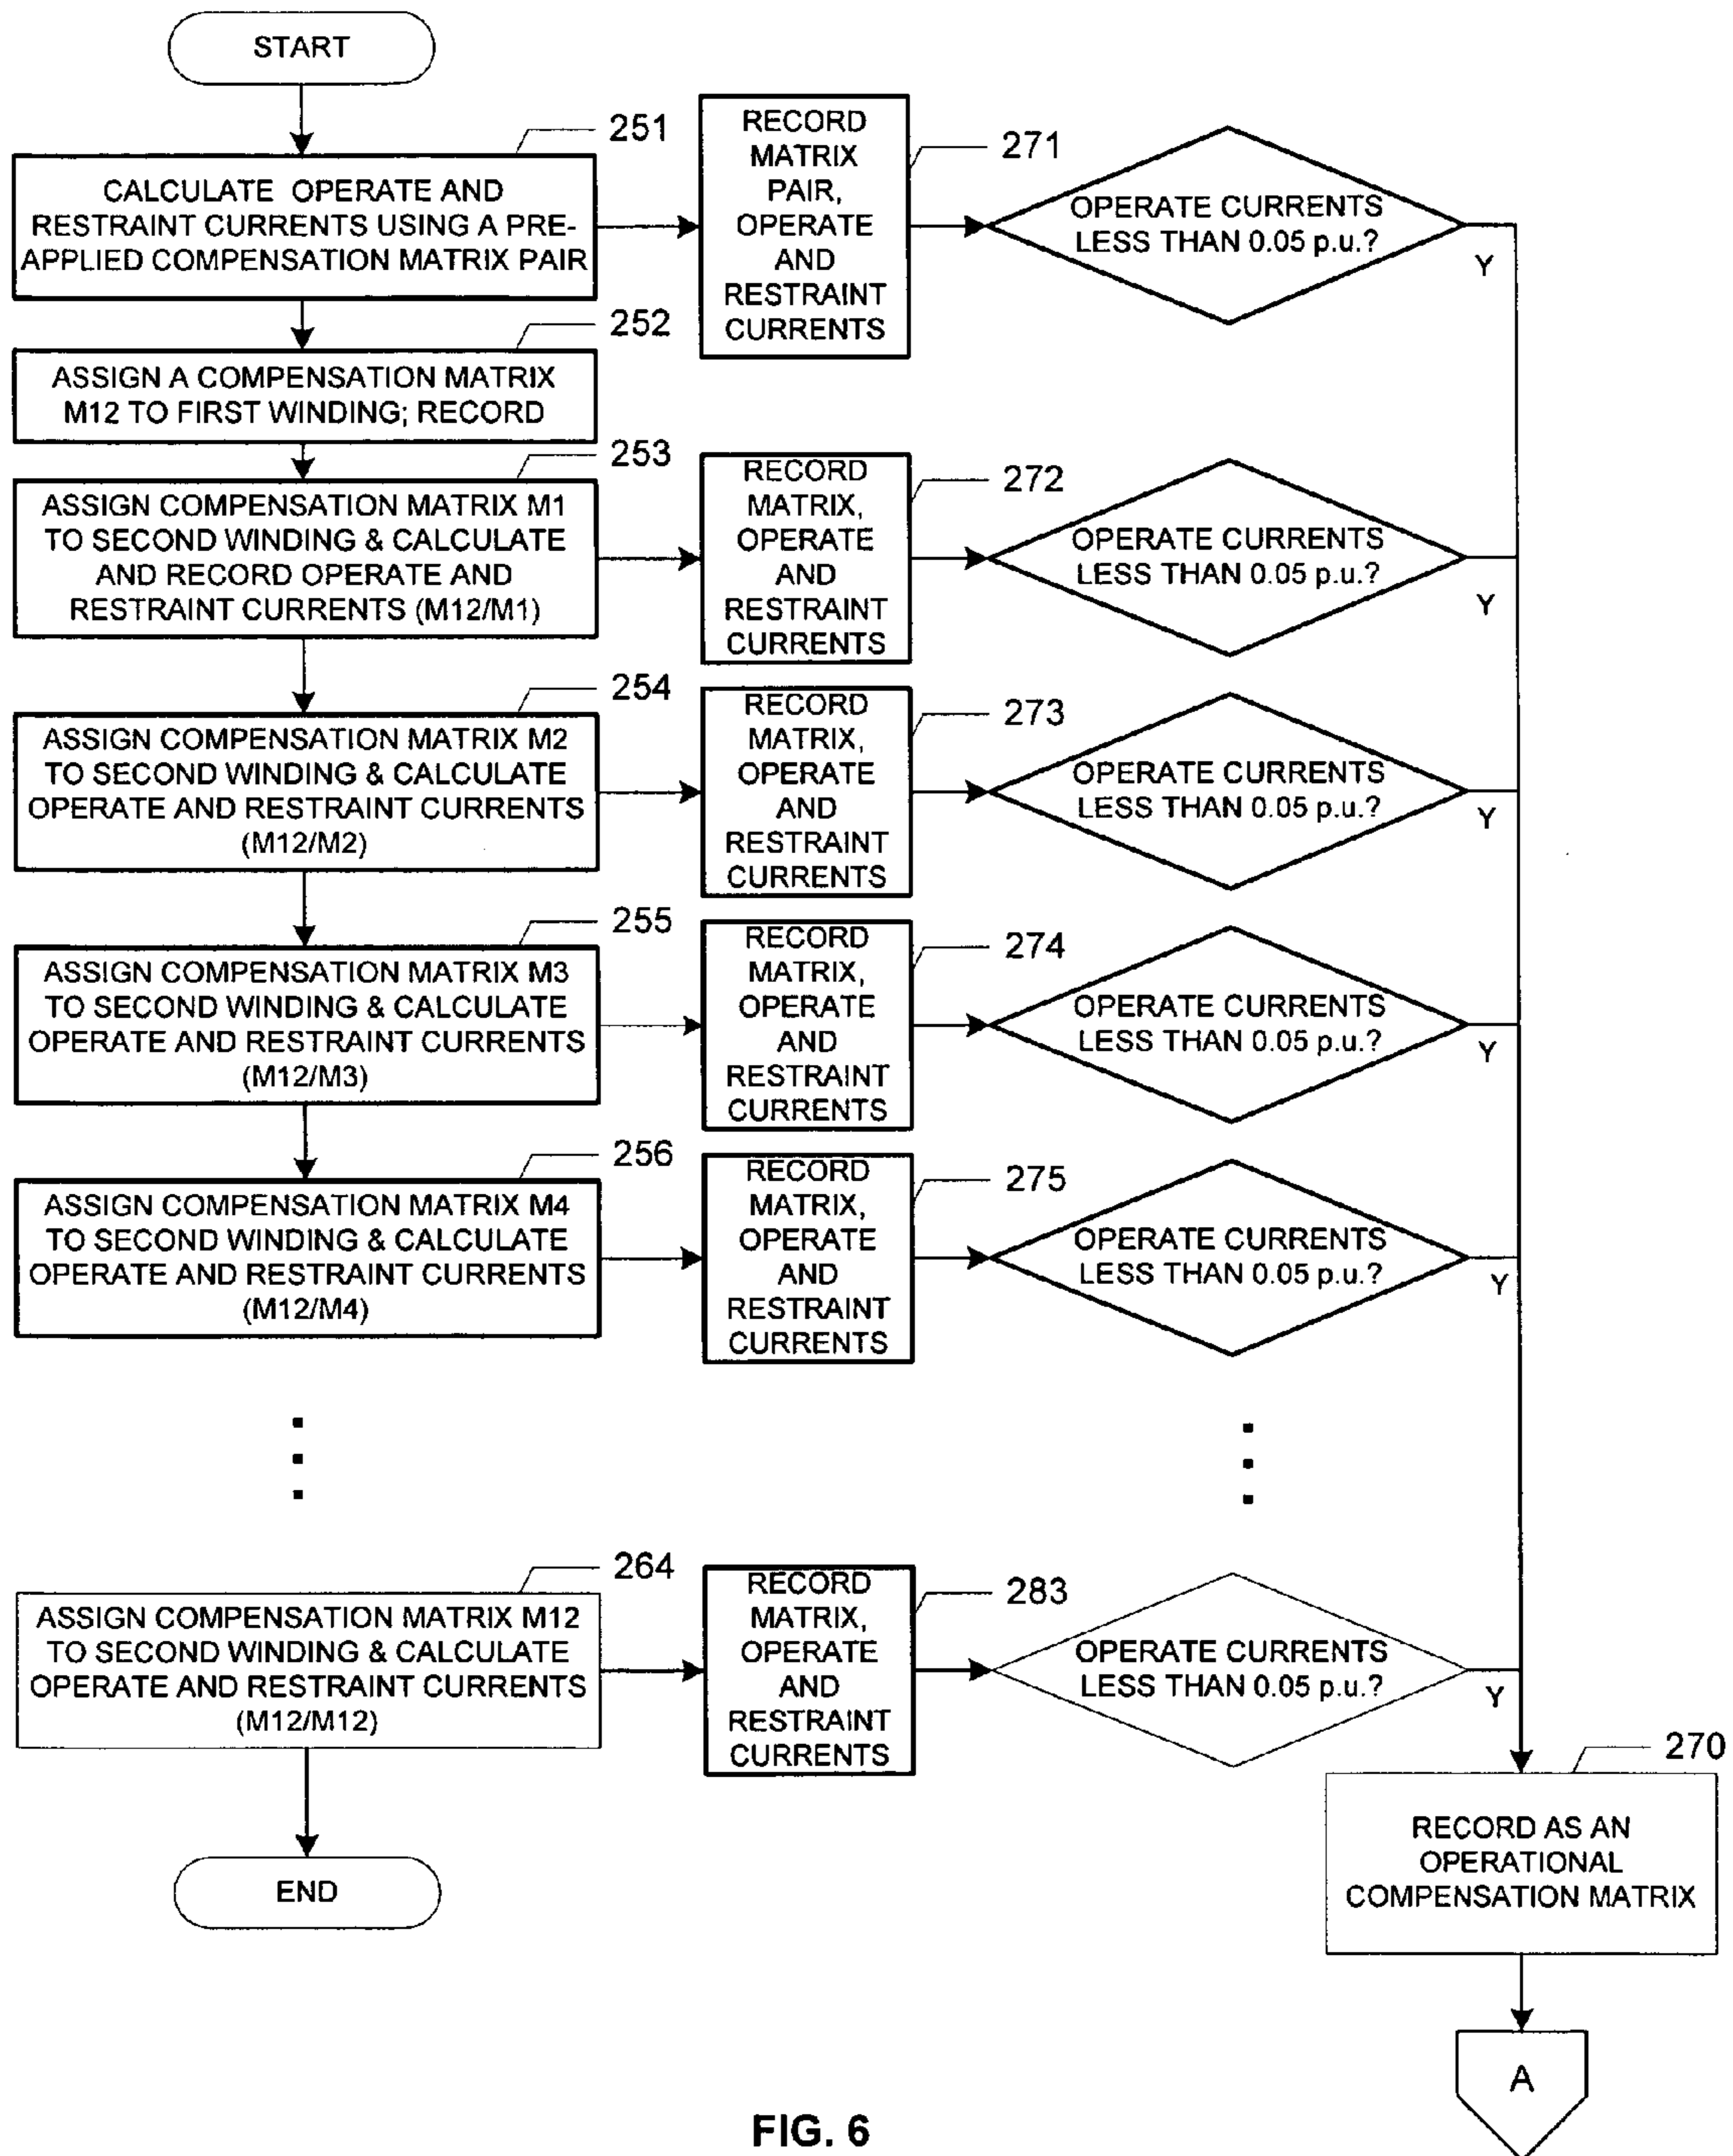 START
251
CALCULATE OPERATE AND
RESTRAINT CURRENTS USING A PRE-
APPLIED COMPENSATION MATRIX PAIR
RECORD
MATRIX
PAIR,
OPERATE
AND
RESTRAINT
CURRENTS
271
OPERATE CURRENTS
LESS THAN 0.05 p.u.?
Y
252
ASSIGN A COMPENSATION MATRIX
M12 TO FIRST WINDING; RECORD
253
ASSIGN COMPENSATION MATRIX M1
TO SECOND WINDING & CALCULATE
AND RECORD OPERATE AND
RESTRAINT CURRENTS (M12/M1)
RECORD
MATRIX,
OPERATE
AND
RESTRAINT
CURRENTS
272
OPERATE CURRENTS
LESS THAN 0.05 p.u.?
Y
254
ASSIGN COMPENSATION MATRIX M2
TO SECOND WINDING & CALCULATE
OPERATE AND RESTRAINT CURRENTS
(M12/M2)
RECORD
MATRIX,
OPERATE
AND
RESTRAINT
CURRENTS
273
OPERATE CURRENTS
LESS THAN 0.05 p.u.?
Y
255
ASSIGN COMPENSATION MATRIX M3
TO SECOND WINDING & CALCULATE
OPERATE AND RESTRAINT CURRENTS
(M12/M3)
RECORD
MATRIX,
OPERATE
AND
RESTRAINT
CURRENTS
274
OPERATE CURRENTS
LESS THAN 0.05 p.u.?
Y
256
ASSIGN COMPENSATION MATRIX M4
TO SECOND WINDING & CALCULATE
OPERATE AND RESTRAINT CURRENTS
(M12/M4)
RECORD
MATRIX,
OPERATE
AND
RESTRAINT
CURRENTS
275
OPERATE CURRENTS
LESS THAN 0.05 p.u.?
Y
264
ASSIGN COMPENSATION MATRIX M12
TO SECOND WINDING & CALCULATE
OPERATE AND RESTRAINT CURRENTS
(M12/M12)
RECORD
MATRIX,
OPERATE
AND
RESTRAINT
CURRENTS
283
OPERATE CURRENTS
LESS THAN 0.05 p.u.?
Y
270
RECORD AS AN
OPERATIONAL
COMPENSATION MATRIX
END
A
FIG. 6